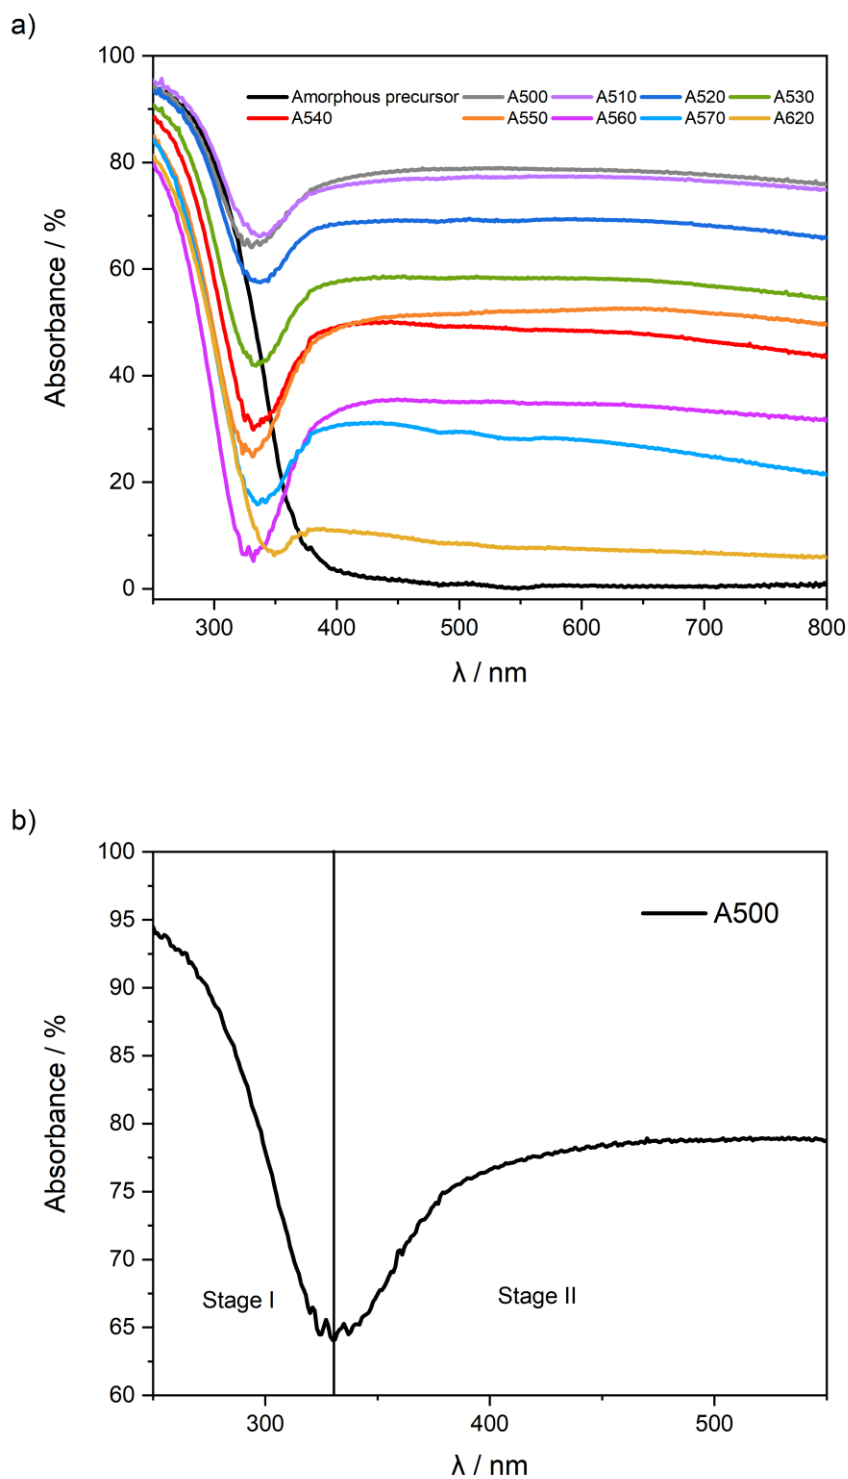 a)
100
Amorphous precursor A500 A510 A520 A530
A540 A550 A560 A570 A620
80
60
40
20
0
Absorbance / %
300 400 500 600 700 800
λ / nm
b)
100
A500
95
90
85
80
75
70
65
60
Absorbance / %
Stage I Stage II
300 400 500
λ / nm